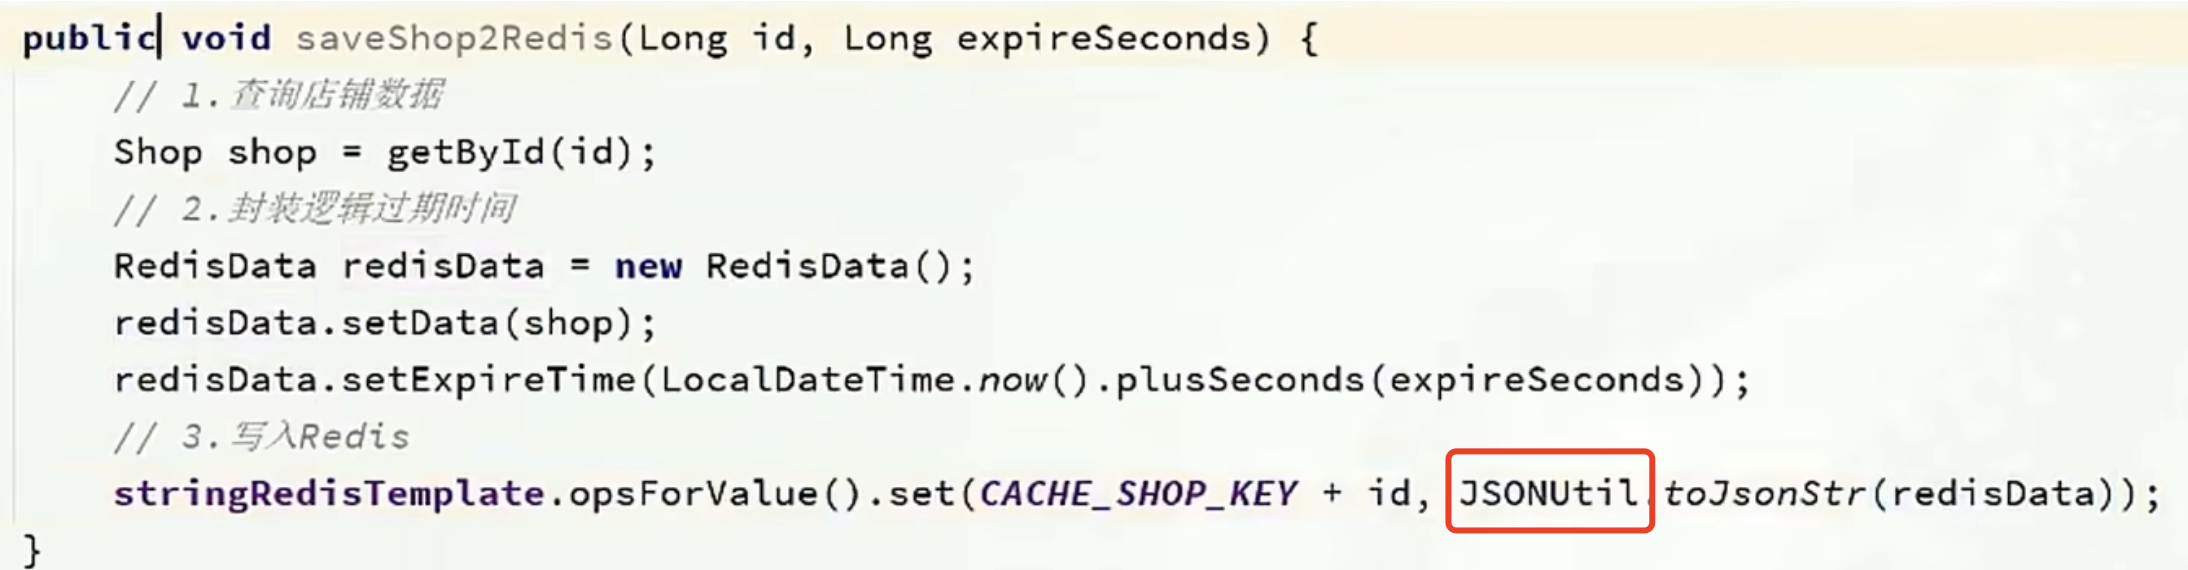 public void saveShop2Redis(Long id, Long expireSeconds) {
// 1.查询店铺数据
Shop shop = getById(id);
// 2.封装逻辑过期时间
RedisData redisData = new RedisData();
redisData.setData(shop);
redisData.setExpireTime(LocalDateTime.now().plusSeconds(expireSeconds));
// 3.写入Redis
stringRedisTemplate.opsForValue().set(CACHE_SHOP_KEY + id, JSONUtil.toJsonStr(redisData));
}